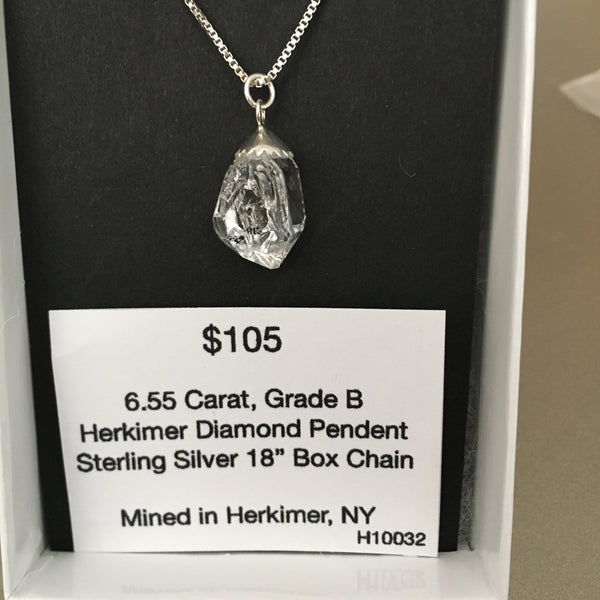 $105
6.55 Carat, Grade B
Herkimer Diamond Pendent
Sterling Silver 18” Box Chain
Mined in Herkimer, NY
H10032